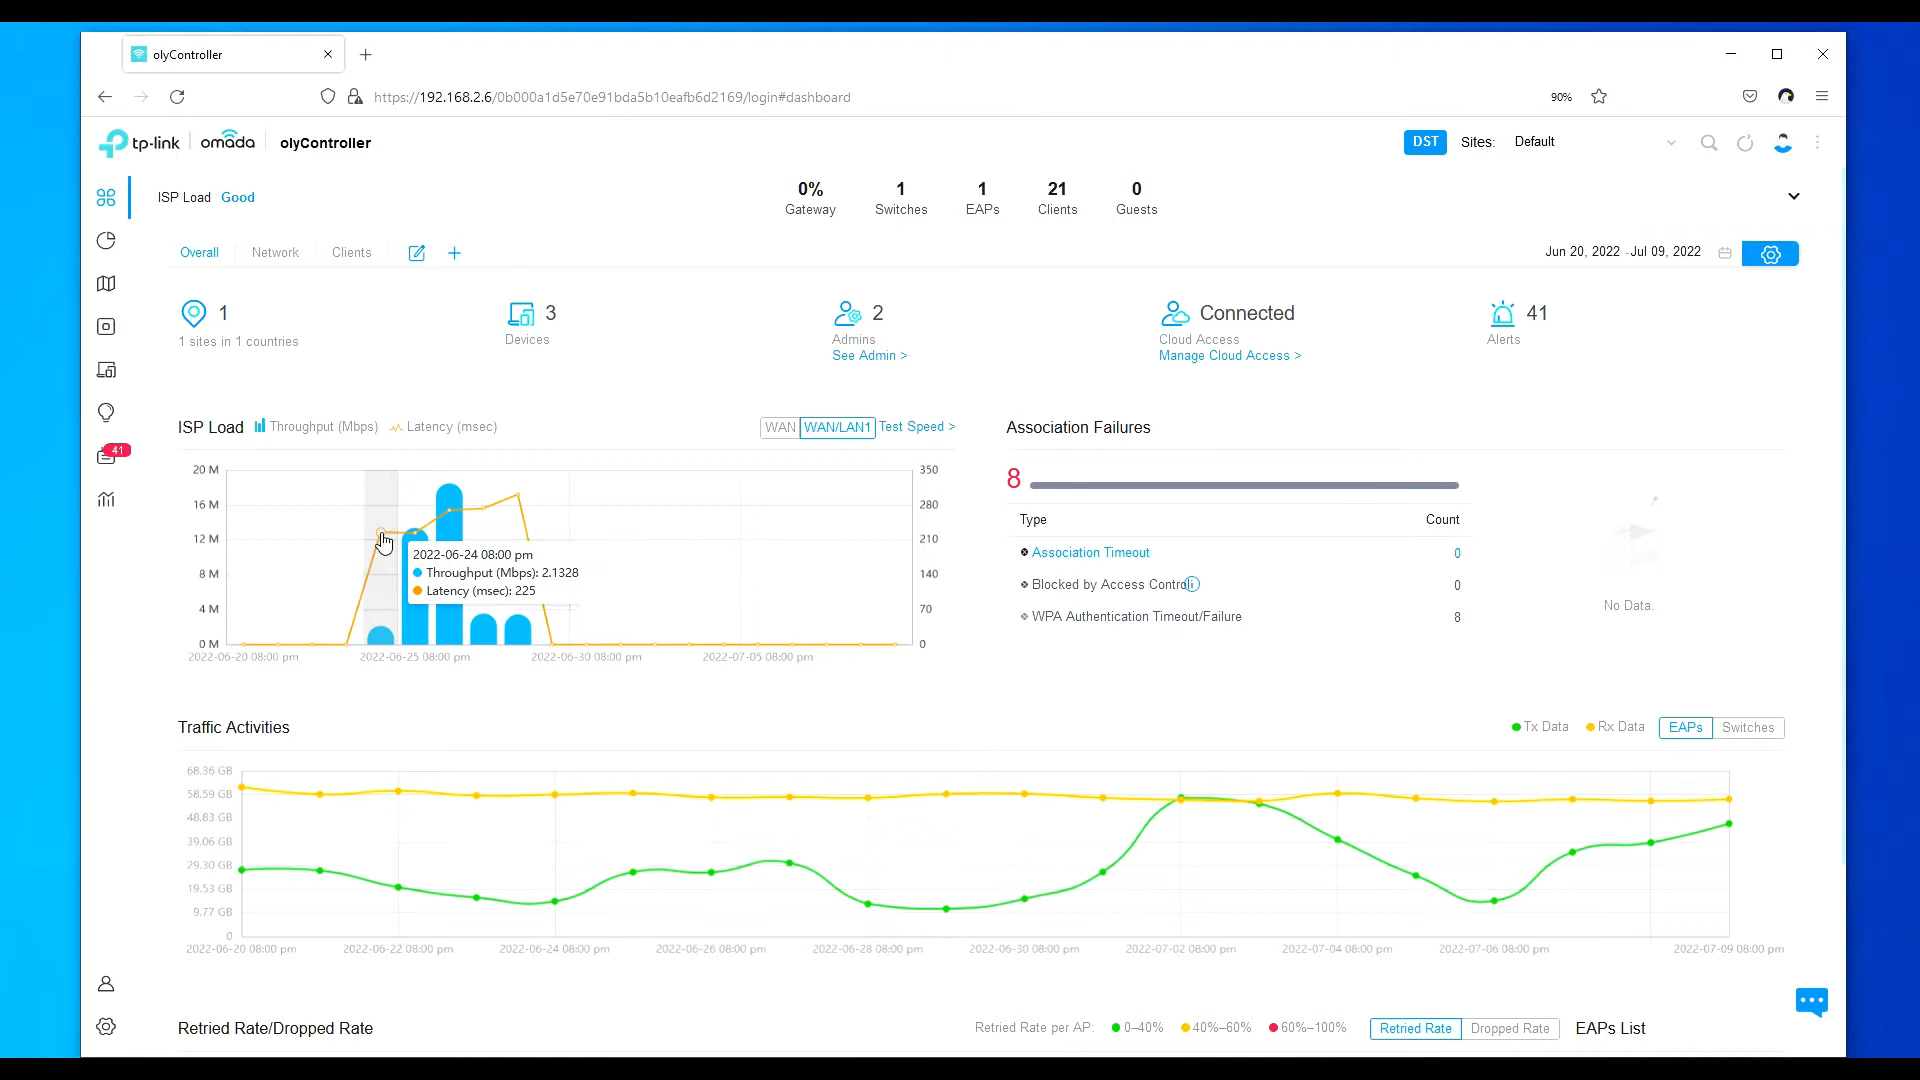 olyController
https://192.168.2.6/0b000a1d5e70e91bda5b10eafb6d2169/login#dashboard
90%
tp-link omada olyController
DST Sites: Default
ISP Load Good
0% 1 1 21 0
Gateway Switches EAPs Clients Guests
Overall Network Clients
Jun 20, 2022 -Jul 09, 2022
1 3 2 Connected 41
1 sites in 1 countries Devices Admins Cloud Access Alerts
See Admin > Manage Cloud Access >
41
ISP Load Throughput (Mbps) Latency (msec) WAN WAN/LAN1 Test Speed >
20 M 350
16 M 280
12 M 210
8 M 140
4 M 70
0 M 0
2022-06-24 08:00 pm
Throughput (Mbps): 2.1328
Latency (msec): 225
2022-06-20 08:00 pm 2022-06-25 08:00 pm 2022-06-30 08:00 pm 2022-07-05 08:00 pm
Association Failures
8
Type Count
Association Timeout 0
Blocked by Access Control 0
WPA Authentication Timeout/Failure 8
No Data.
Traffic Activities Tx Data Rx Data EAPs Switches
68.36 GB
58.59 GB
48.83 GB
39.06 GB
29.30 GB
19.53 GB
9.77 GB
0
2022-06-20 08:00 pm 2022-06-22 08:00 pm 2022-06-24 08:00 pm 2022-06-26 08:00 pm 2022-06-28 08:00 pm 2022-06-30 08:00 pm 2022-07-02 08:00 pm 2022-07-04 08:00 pm 2022-07-06 08:00 pm 2022-07-09 08:00 pm
Retried Rate/Dropped Rate Retried Rate per AP: 0–40% 40%–60% 60%–100% Retried Rate Dropped Rate EAPs List